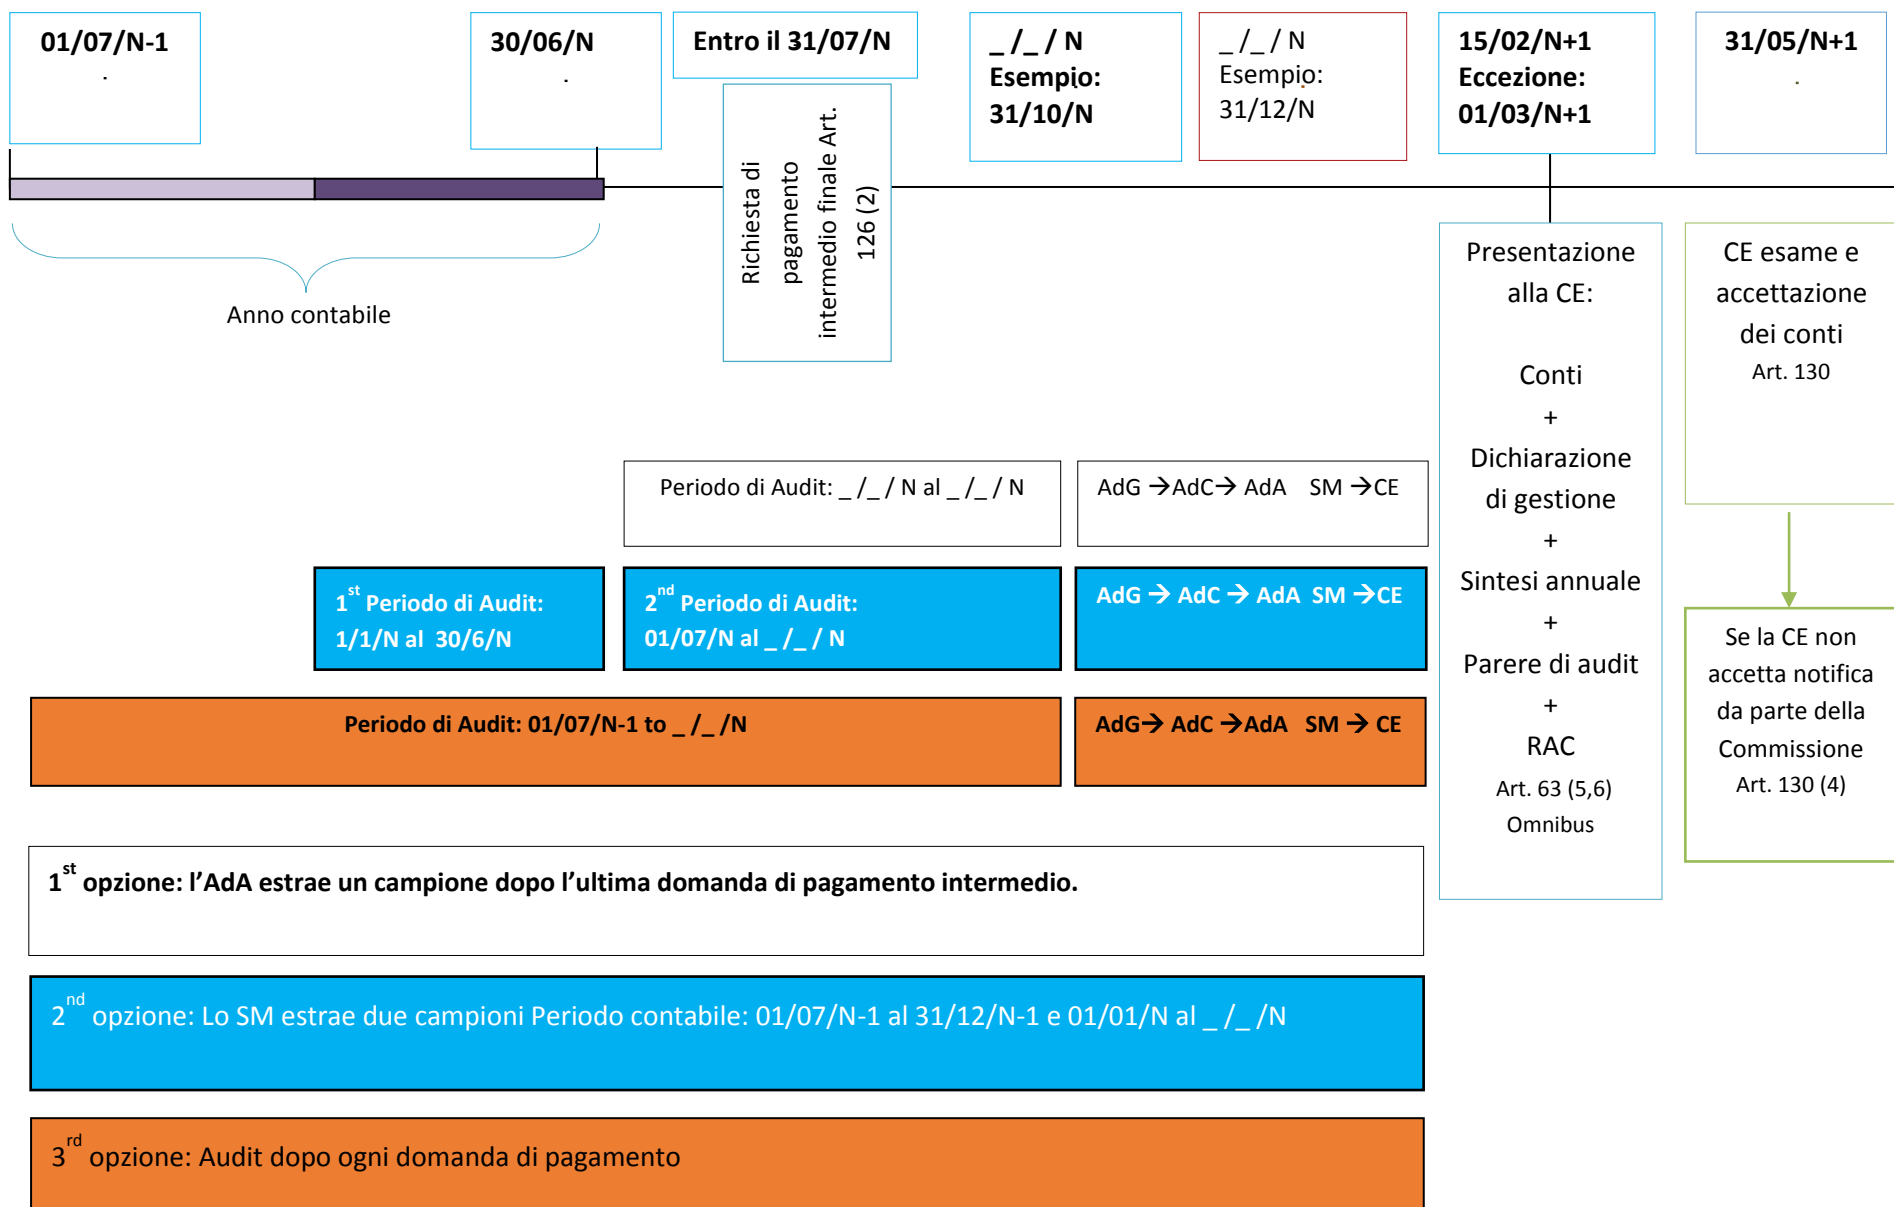 01/07/N-1
.
30/06/N
.
Entro il 31/07/N
_ /_ / N
Esempio:
31/10/N
_ /_ / N
Esempio:
31/12/N
15/02/N+1
Eccezione:
01/03/N+1
31/05/N+1
.
Richiesta di
pagamento
intermedio finale Art.
126 (2)
Anno contabile
Presentazione
alla CE:
Conti
+
Dichiarazione
di gestione
+
Sintesi annuale
+
Parere di audit
+
RAC
Art. 63 (5,6)
Omnibus
CE esame e
accettazione
dei conti
Art. 130
Se la CE non
accetta notifica
da parte della
Commissione
Art. 130 (4)
Periodo di Audit: _ /_ / N al _ /_ / N
AdG →AdC→ AdA SM →CE
1st Periodo di Audit:
1/1/N al 30/6/N
2nd Periodo di Audit:
01/07/N al _ /_ / N
AdG → AdC → AdA SM →CE
Periodo di Audit: 01/07/N-1 to _ /_ /N
AdG→ AdC →AdA SM → CE
1st opzione: l’AdA estrae un campione dopo l’ultima domanda di pagamento intermedio.
2nd opzione: Lo SM estrae due campioni Periodo contabile: 01/07/N-1 al 31/12/N-1 e 01/01/N al _ /_ /N
3rd opzione: Audit dopo ogni domanda di pagamento